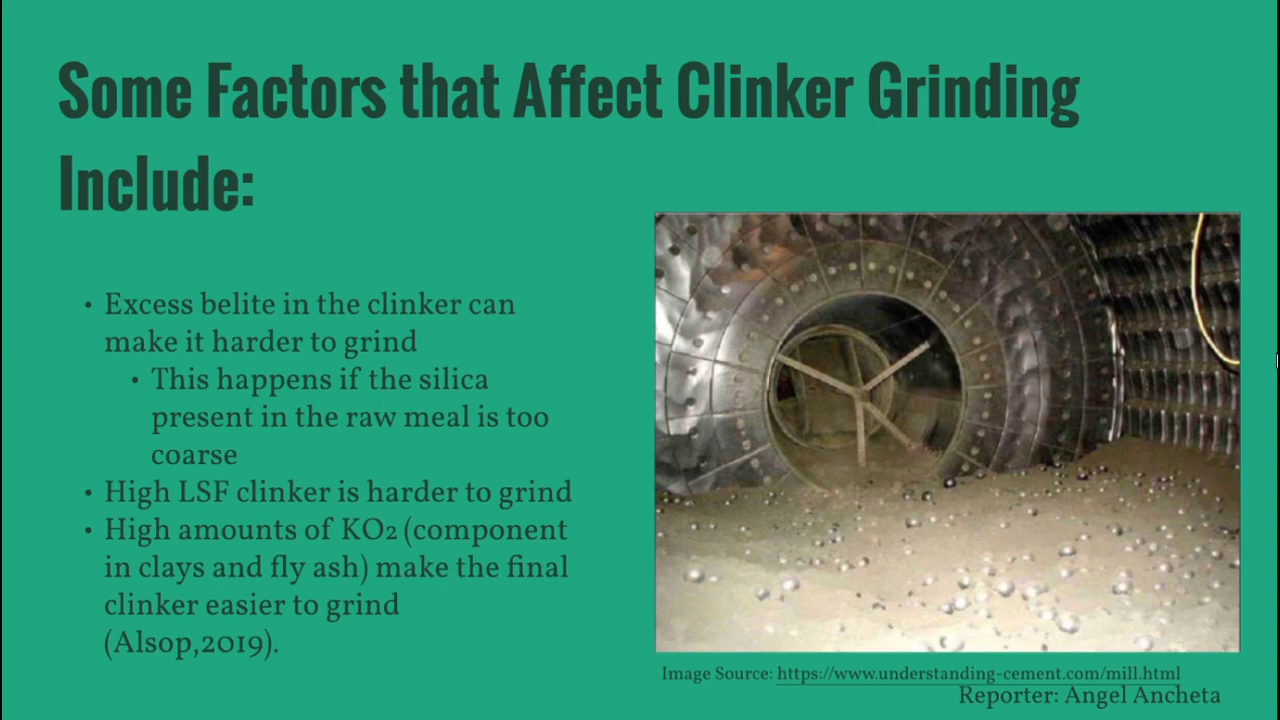 Some Factors that Affect Clinker Grinding
Include:
• Excess belite in the clinker can
make it harder to grind
• This happens if the silica
present in the raw meal is too
coarse
• High LSF clinker is harder to grind
• High amounts of KO2 (component
in clays and fly ash) make the final
clinker easier to grind
(Alsop,2019).
Image Source: https://www.understanding-cement.com/mill.html
Reporter: Angel Ancheta